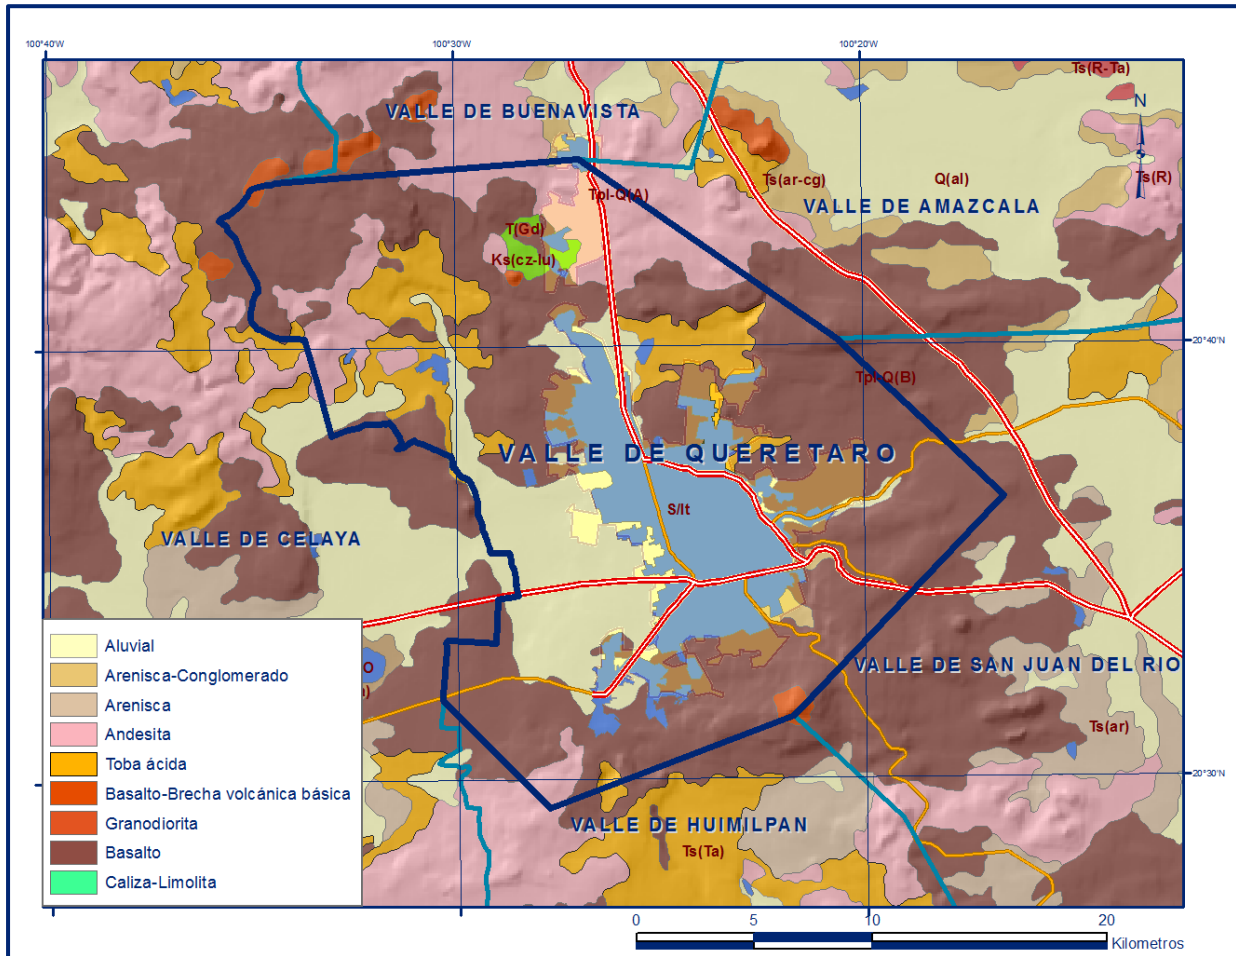 100°40'W
100°30'W
100°20'W
Ts(R-Ta)
VALLE DE BUENAVISTA
N
Ts(ar-cg)
Q(al)
Ts(R)
Tpl-Q(A)
VALLE DE AMAZCALA
T(Gd)
Ks(cz-lu)
20°40'N
Tpl-Q(B)
VALLE DE QUERETARO
S/It
VALLE DE CELAYA
Aluvial
Arenisca-Conglomerado
Arenisca
Andesita
Toba ácida
Basalto-Brecha volcánica básica
Granodiorita
Basalto
Caliza-Limolita
VALLE DE SAN JUAN DEL RIO
Ts(ar)
20°30'N
VALLE DE HUIMILPAN
Ts(Ta)
0 5 10 20
Kilometros